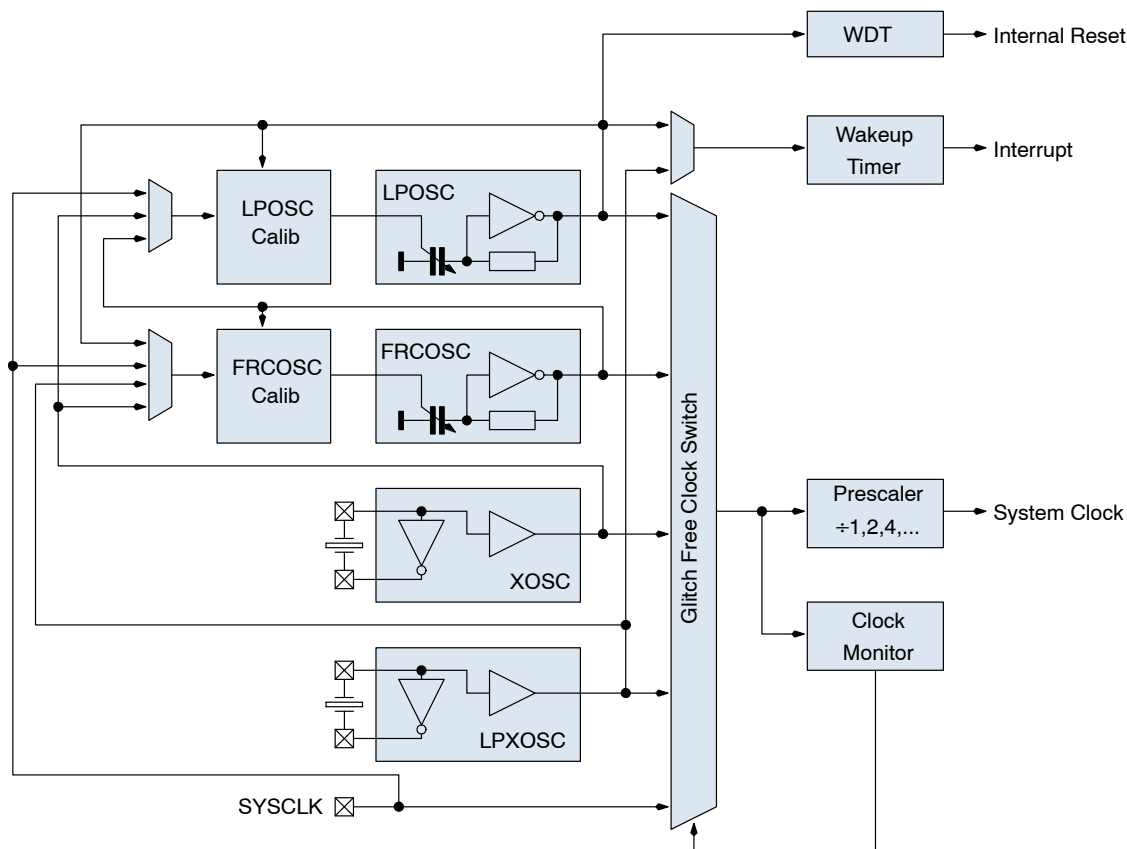 WDT
Internal Reset
Wakeup
Timer
Interrupt
LPOSC
Calib
LPOSC
FRCOSC
Calib
FRCOSC
Glitch Free Clock Switch
Prescaler
÷1,2,4,...
System Clock
XOSC
Clock
Monitor
LPXOSC
SYSCLK